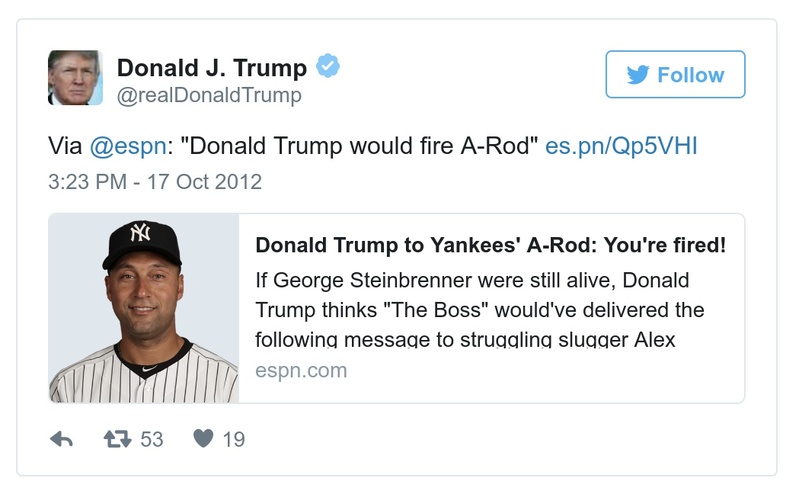 Donald J. Trump
@realDonaldTrump
Follow
Via @espn: "Donald Trump would fire A-Rod" es.pn/Qp5VHI
3:23 PM - 17 Oct 2012
NY
Donald Trump to Yankees' A-Rod: You're fired!
If George Steinbrenner were still alive, Donald
Trump thinks "The Boss" would've delivered the
following message to struggling slugger Alex
espn.com
53
19